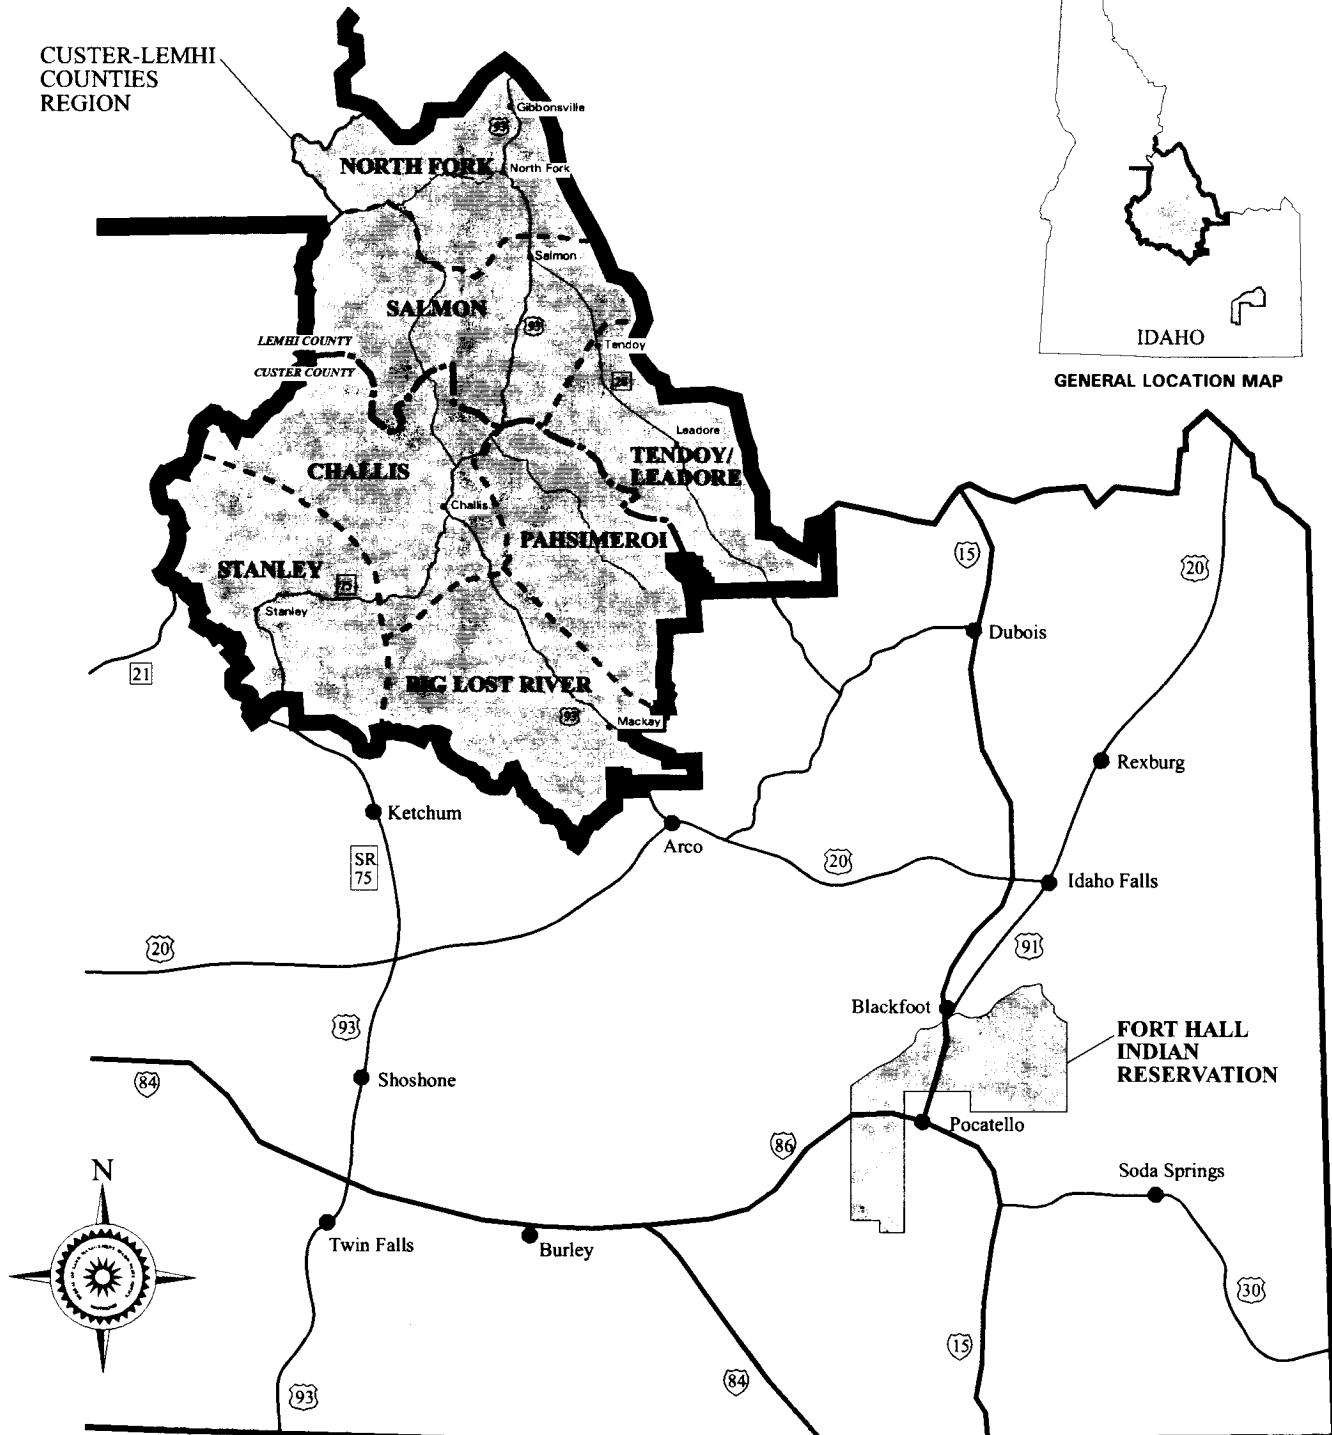 CUSTER-LEMHI
COUNTIES
REGION
Gibbonsville
93
NORTH FORK
North Fork
Salmon
SALMON
93
LEMHI COUNTY
CUSTER COUNTY
Tendoy
28
Leadore
TENDOY/
LEADORE
CHALLIS
Challis
PAHSIMEROI
STANLEY
75
Stanley
21
BIG LOST RIVER
93
Mackay
IDAHO
GENERAL LOCATION MAP
15
20
Dubois
Rexburg
Ketchum
SR
75
Arco
20
Idaho Falls
20
91
Blackfoot
93
FORT HALL
INDIAN
RESERVATION
84
Shoshone
Pocatello
86
Soda Springs
N
Twin Falls
Burley
30
15
84
93